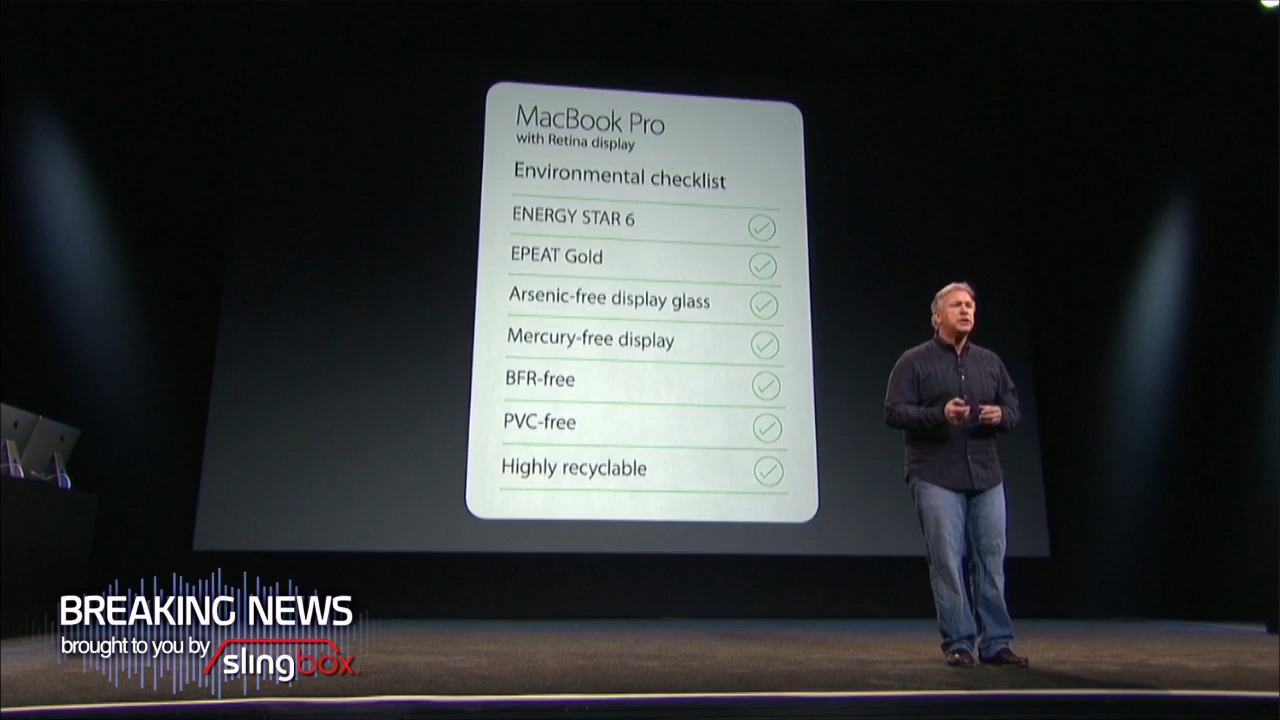 MacBook Pro
with Retina display
Environmental checklist
ENERGY STAR 6
EPEAT Gold
Arsenic-free display glass
Mercury-free display
BFR-free
PVC-free
Highly recyclable
BREAKING NEWS
brought to you by
slingbox